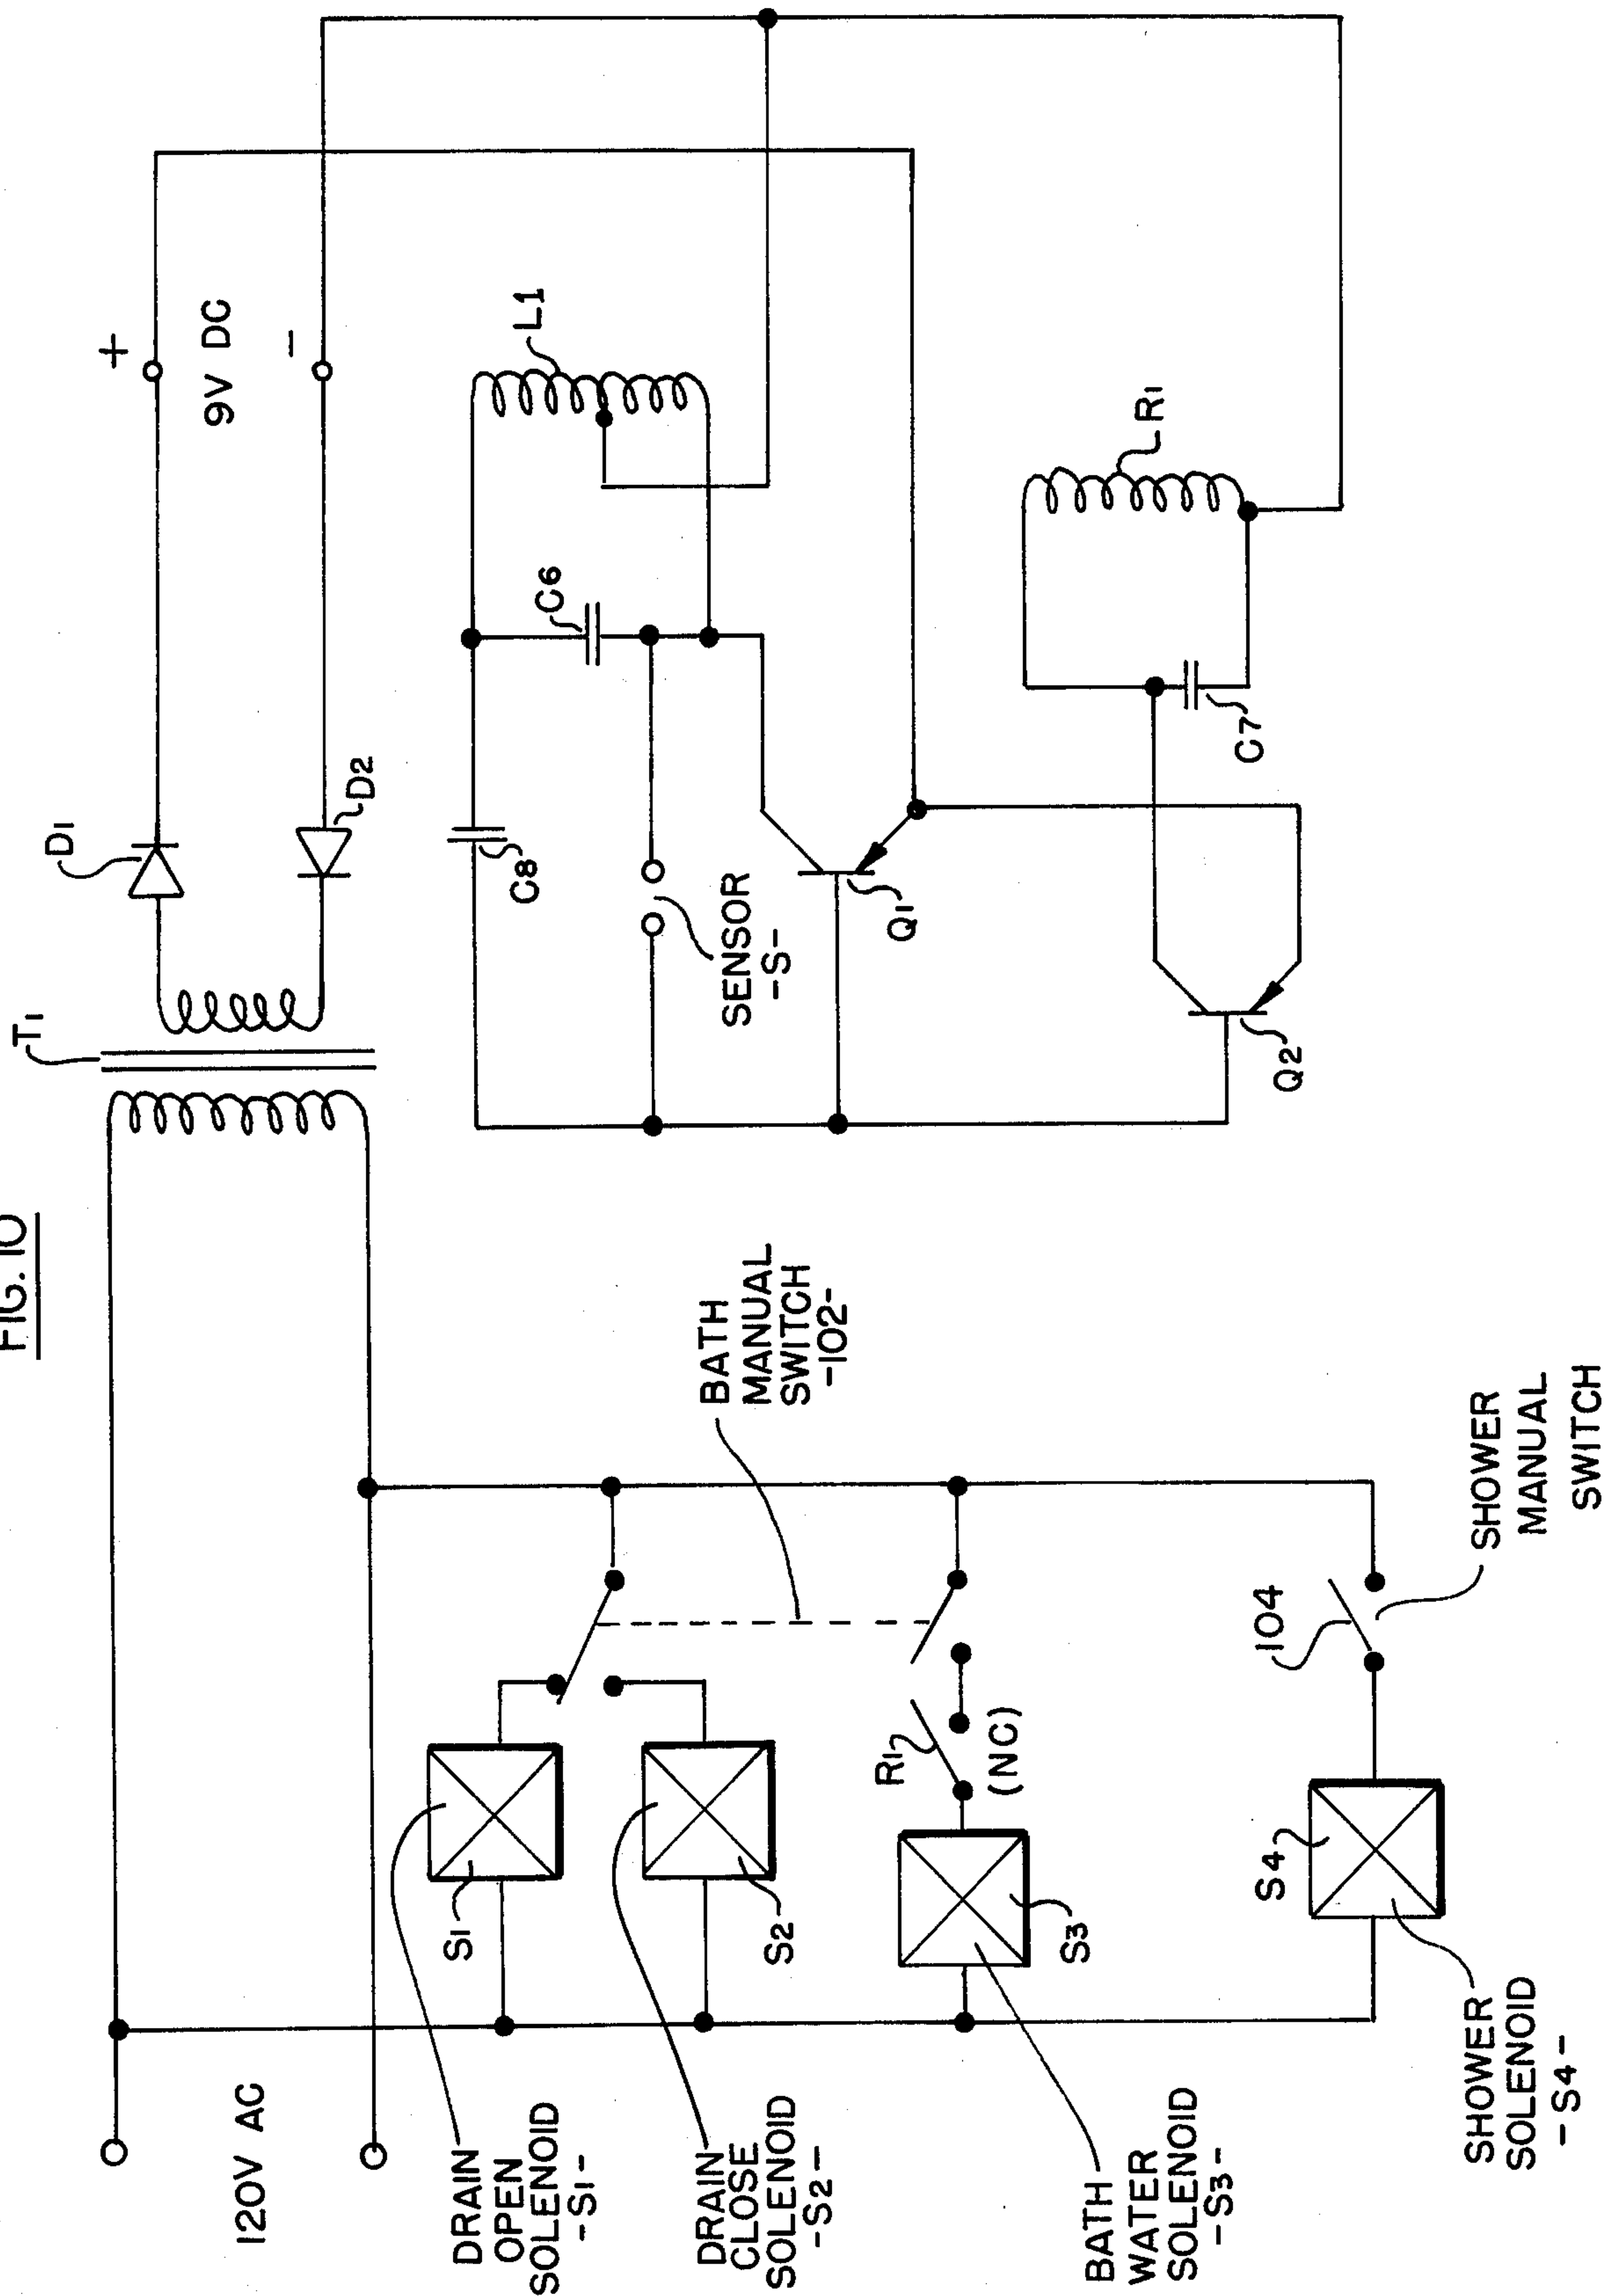 FIG. 10
120V AC
T1
D1
D2
+
9V DC
-
L1
C6
C8
SENSOR
-S-
Q1
Q2
C7
R1
DRAIN
OPEN
SOLENOID
-S1-
S1
DRAIN
CLOSE
SOLENOID
-S2-
S2
BATH
MANUAL
SWITCH
-102-
R1
(NC)
S3
BATH
WATER
SOLENOID
-S3-
104
SHOWER
MANUAL
SWITCH
S4
SHOWER
SOLENOID
-S4-